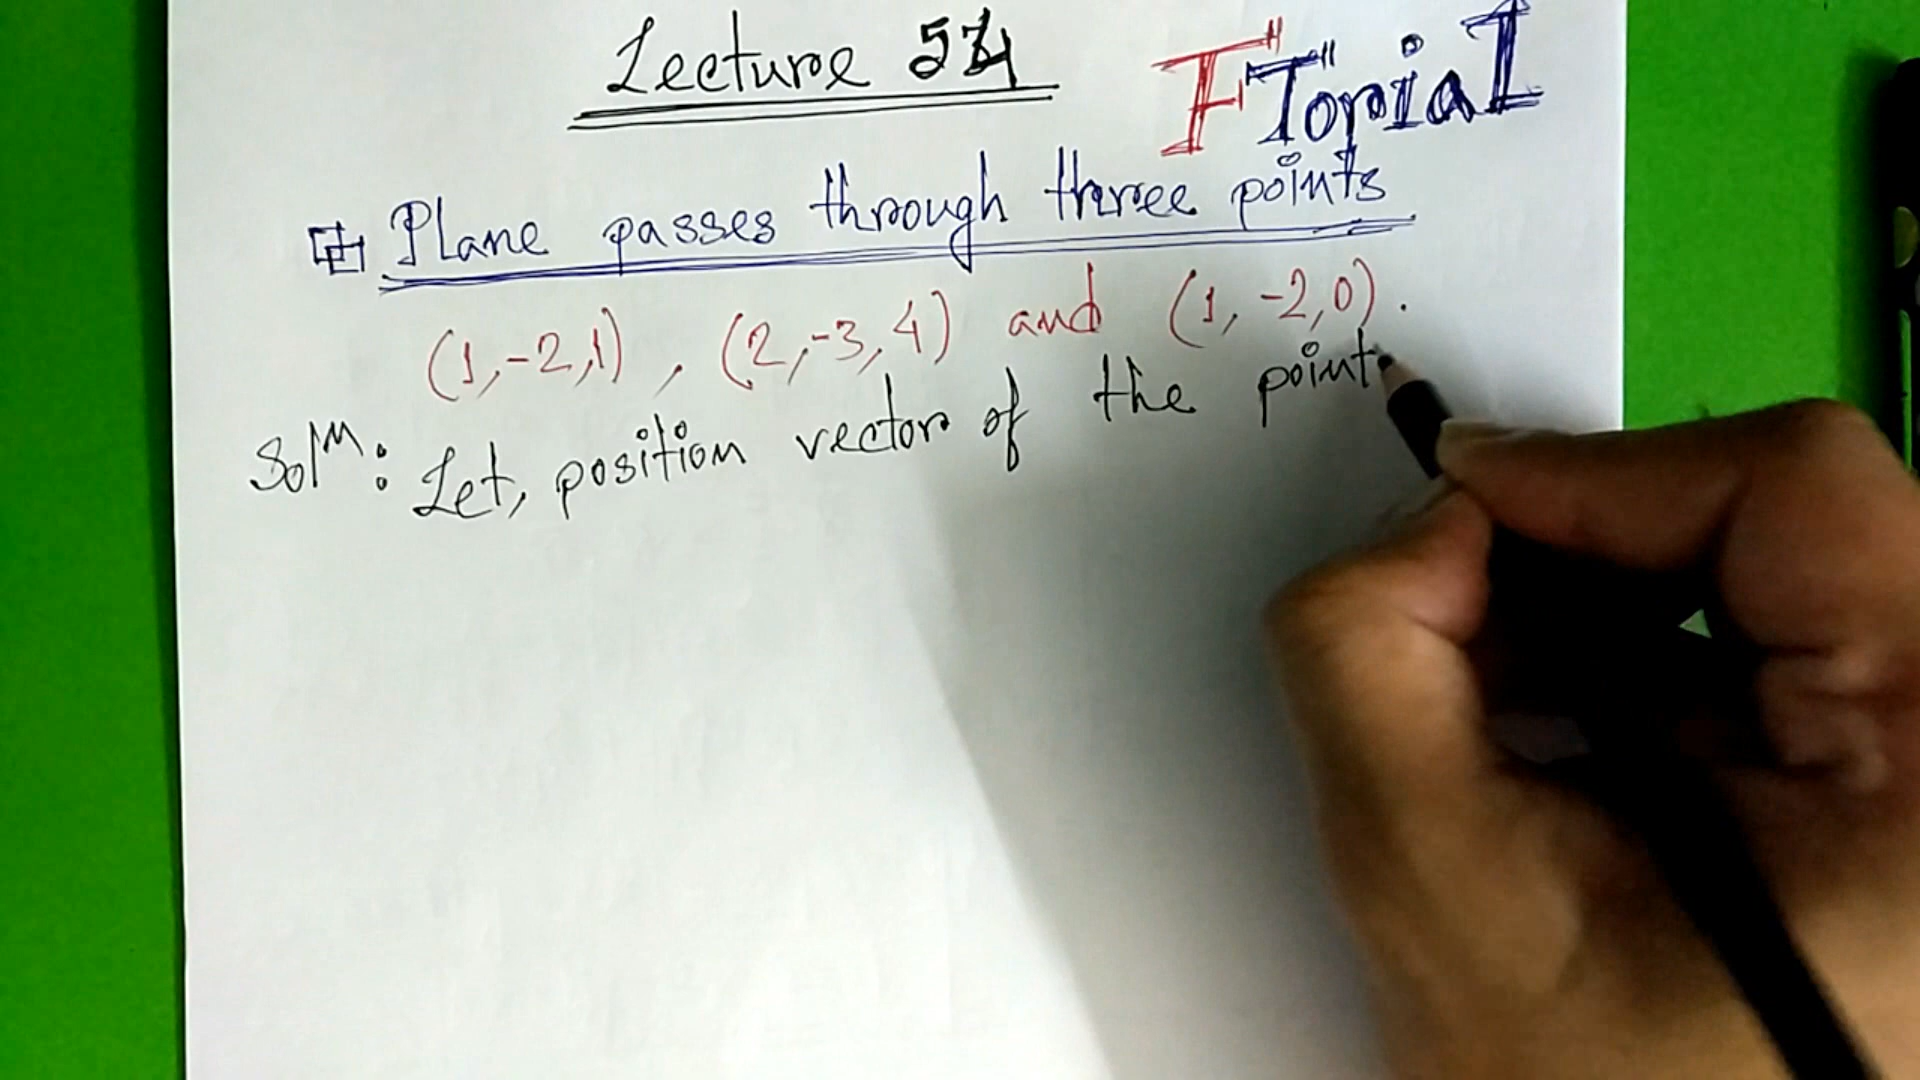 Lecture 54
FTorial
Plane passes through three points
(1,-2,1), (2,-3,4) and (1,-2,0).
Solⁿ: Let, position vector of the point